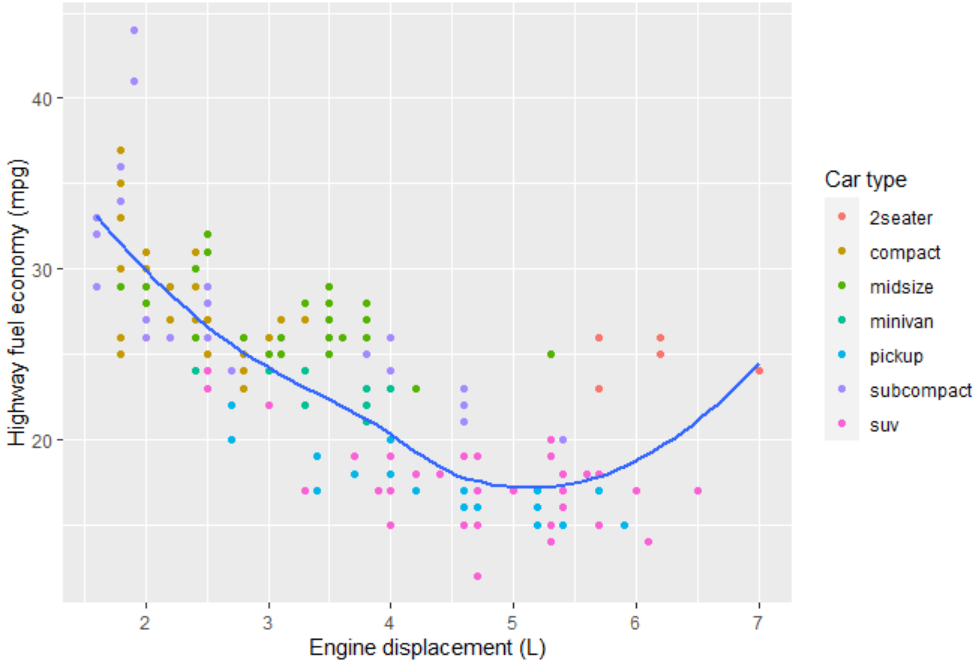 40
30
20
Highway fuel economy (mpg)
2 3 4 5 6 7
Engine displacement (L)
Car type
2seater
compact
midsize
minivan
pickup
subcompact
suv